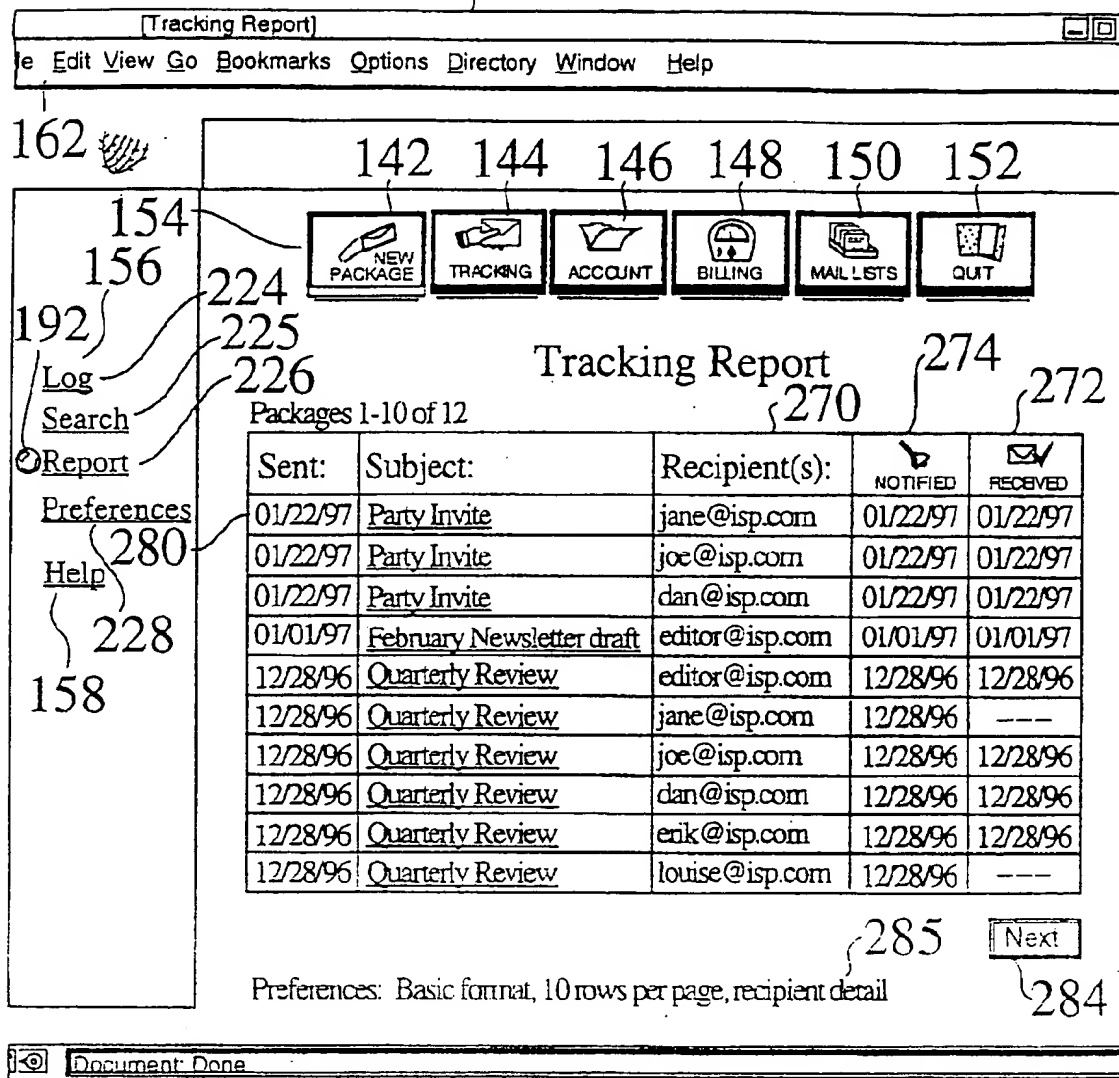 [Tracking Report]
le Edit View Go Bookmarks Options Directory Window Help
162
142 144 146 148 150 152
154
NEW PACKAGE TRACKING ACCOUNT BILLING MAIL LISTS QUIT
156
224
192
225
Log
226
Search
Report
Preferences
280
Help
228
158
Tracking Report
274
270
272
Packages 1-10 of 12
Sent: Subject: Recipient(s): NOTIFIED RECEIVED
01/22/97 Party Invite jane@isp.com 01/22/97 01/22/97
01/22/97 Party Invite joe@isp.com 01/22/97 01/22/97
01/22/97 Party Invite dan@isp.com 01/22/97 01/22/97
01/01/97 February Newsletter draft editor@isp.com 01/01/97 01/01/97
12/28/96 Quarterly Review editor@isp.com 12/28/96 12/28/96
12/28/96 Quarterly Review jane@isp.com 12/28/96 ---
12/28/96 Quarterly Review joe@isp.com 12/28/96 12/28/96
12/28/96 Quarterly Review dan@isp.com 12/28/96 12/28/96
12/28/96 Quarterly Review erik@isp.com 12/28/96 12/28/96
12/28/96 Quarterly Review louise@isp.com 12/28/96 ---
285
Next
Preferences: Basic format, 10 rows per page, recipient detail
284
Document: Done